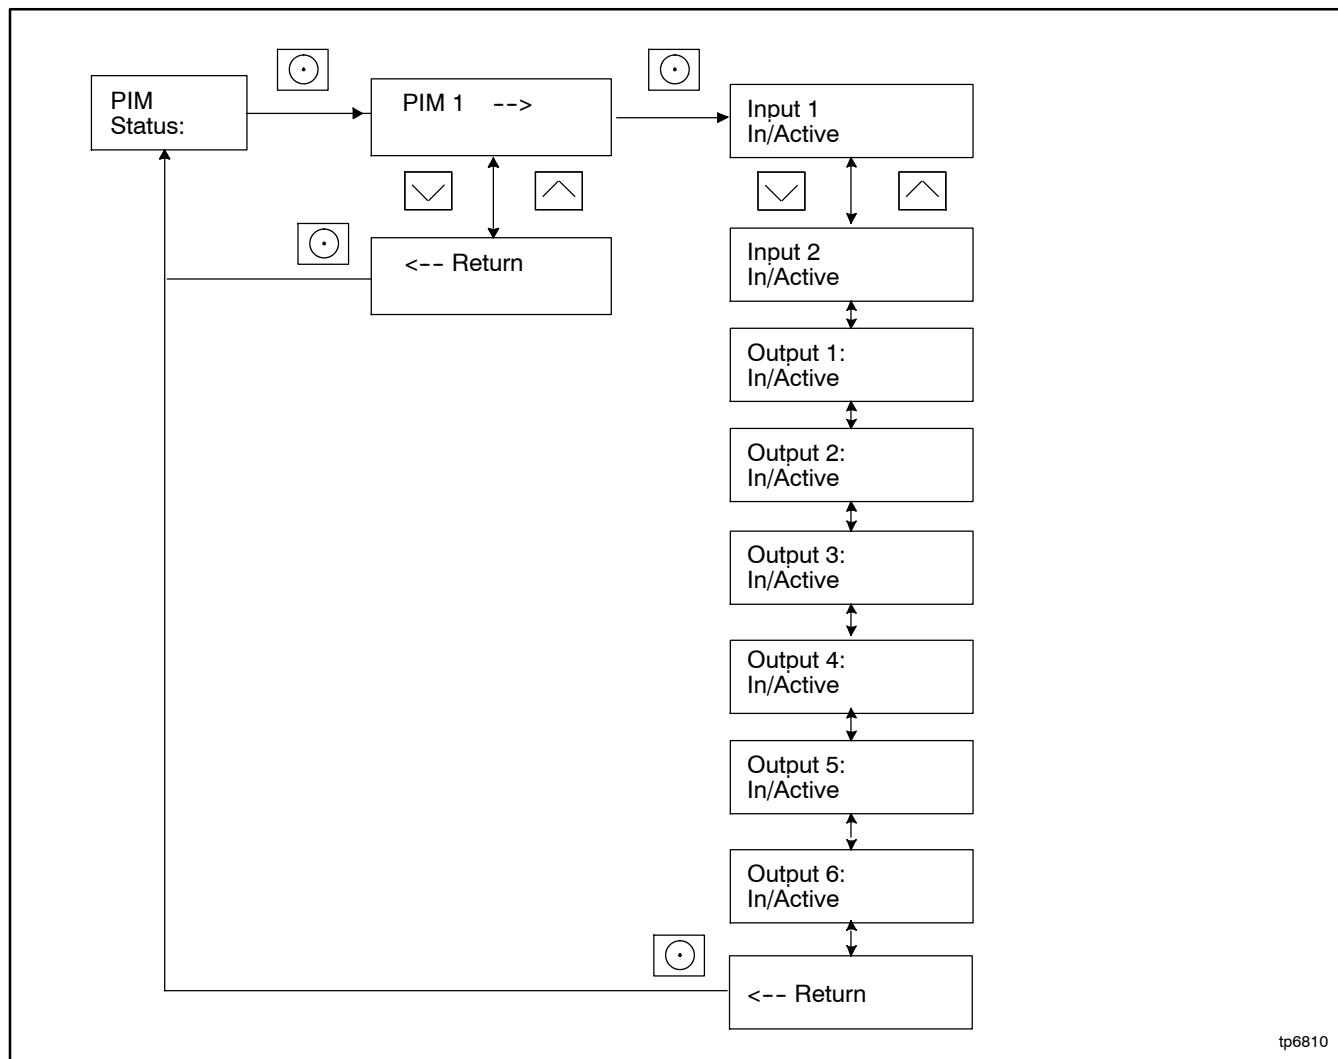 PIM
Status:
PIM 1 -->
<-- Return
Input 1
In/Active
Input 2
In/Active
Output 1:
In/Active
Output 2:
In/Active
Output 3:
In/Active
Output 4:
In/Active
Output 5:
In/Active
Output 6:
In/Active
<-- Return
tp6810